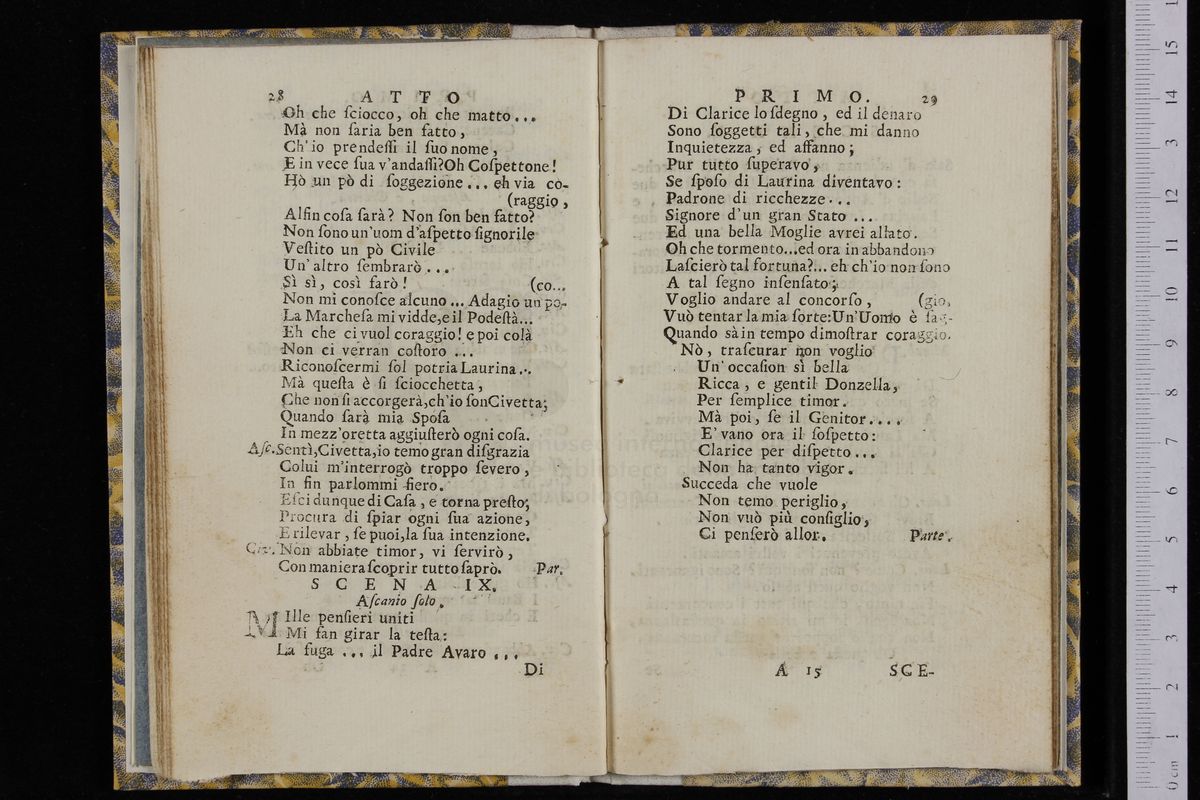 28 ATTO
Oh che ſciocco, oh che matto...
Mà non ſaria ben fatto,
Ch'io prendeſſi il ſuo nome,
E in vece ſua v'andaſſi? Oh Coſpettone!
Hò un pò di ſoggezione... eh via co-
(raggio,
Alfin coſa farà? Non ſon ben fatto?
Non ſono un'uom d'aſpetto ſignorile
Veſtito un pò Civile
Un'altro ſembrarò...
Sì sì, così farò! (co...
Non mi conoſce alcuno... Adagio un po-
La Marcheſa mi vidde, e il Podeſtà...
Eh che ci vuol coraggio! e poi colà
Non ci verran coſtoro...
Riconoſcermi ſol potria Laurina...
Mà queſta è ſi ſciocchetta,
Che non ſi accorgerà, ch'io ſon Civetta;
Quando ſarà mia Spoſa
In mezz'oretta aggiuſterò ogni coſa.
Aſc. Sentì, Civetta, io temo gran diſgrazia
Colui m'interrogò troppo ſevero,
In fin parlommi fiero.
Eſci dunque di Caſa, e torna preſto;
Procura di ſpiar ogni ſua azione,
E rilevar, ſe puoi, la ſua intenzione.
Civ. Non abbiate timor, vi ſervirò,
Con maniera ſcoprir tutto ſaprò. Par.
SCENA IX.
Aſcanio ſolo.
MIlle penſieri uniti
Mi fan girar la teſta:
La fuga... il Padre Avaro...
Di
PRIMO. 29
Di Clarice lo ſdegno, ed il denaro
Sono ſoggetti tali, che mi danno
Inquietezza, ed affanno;
Pur tutto ſuperavo,
Se ſpoſo di Laurina diventavo:
Padrone di ricchezze...
Signore d'un gran Stato...
Ed una bella Moglie avrei allato.
Oh che tormento... ed ora in abbandono
Laſcierò tal fortuna?... eh ch'io non ſono
A tal ſegno inſenſato;
Voglio andare al concorſo, (gio,
Vuò tentar la mia ſorte: Un'Uomo è ſag-
Quando sà in tempo dimoſtrar coraggio.
Nò, traſcurar non voglio
Un'occaſion sì bella
Ricca, e gentil Donzella,
Per ſemplice timor.
Mà poi, ſe il Genitor....
E' vano ora il ſoſpetto:
Clarice per diſpetto...
Non ha tanto vigor.
Succeda che vuole
Non temo periglio,
Non vuò più conſiglio,
Ci penſerò allor. Parte.
A 15 SCE-